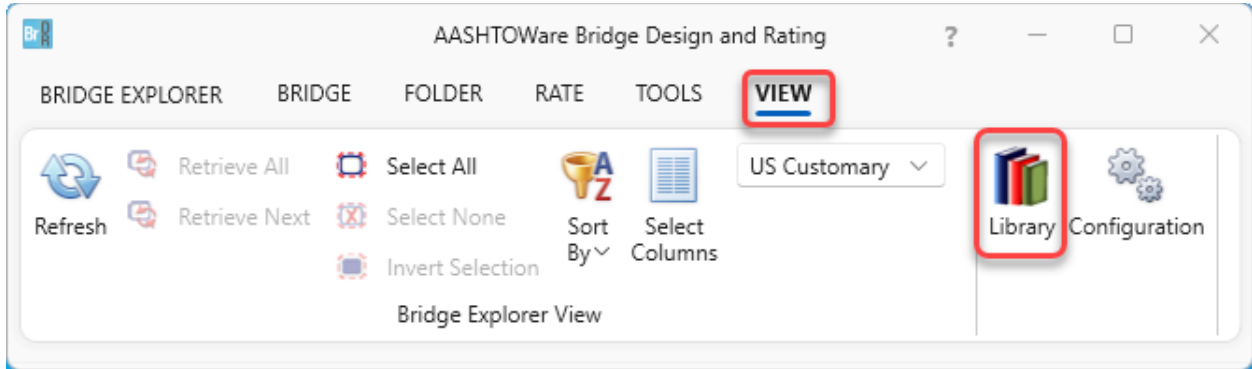 Br DR AASHTOWare Bridge Design and Rating ?
BRIDGE EXPLORER BRIDGE FOLDER RATE TOOLS VIEW
Refresh
Retrieve All
Retrieve Next
Select All
Select None
Invert Selection
A Z
Sort By
Select Columns
US Customary
Bridge Explorer View
Library
Configuration